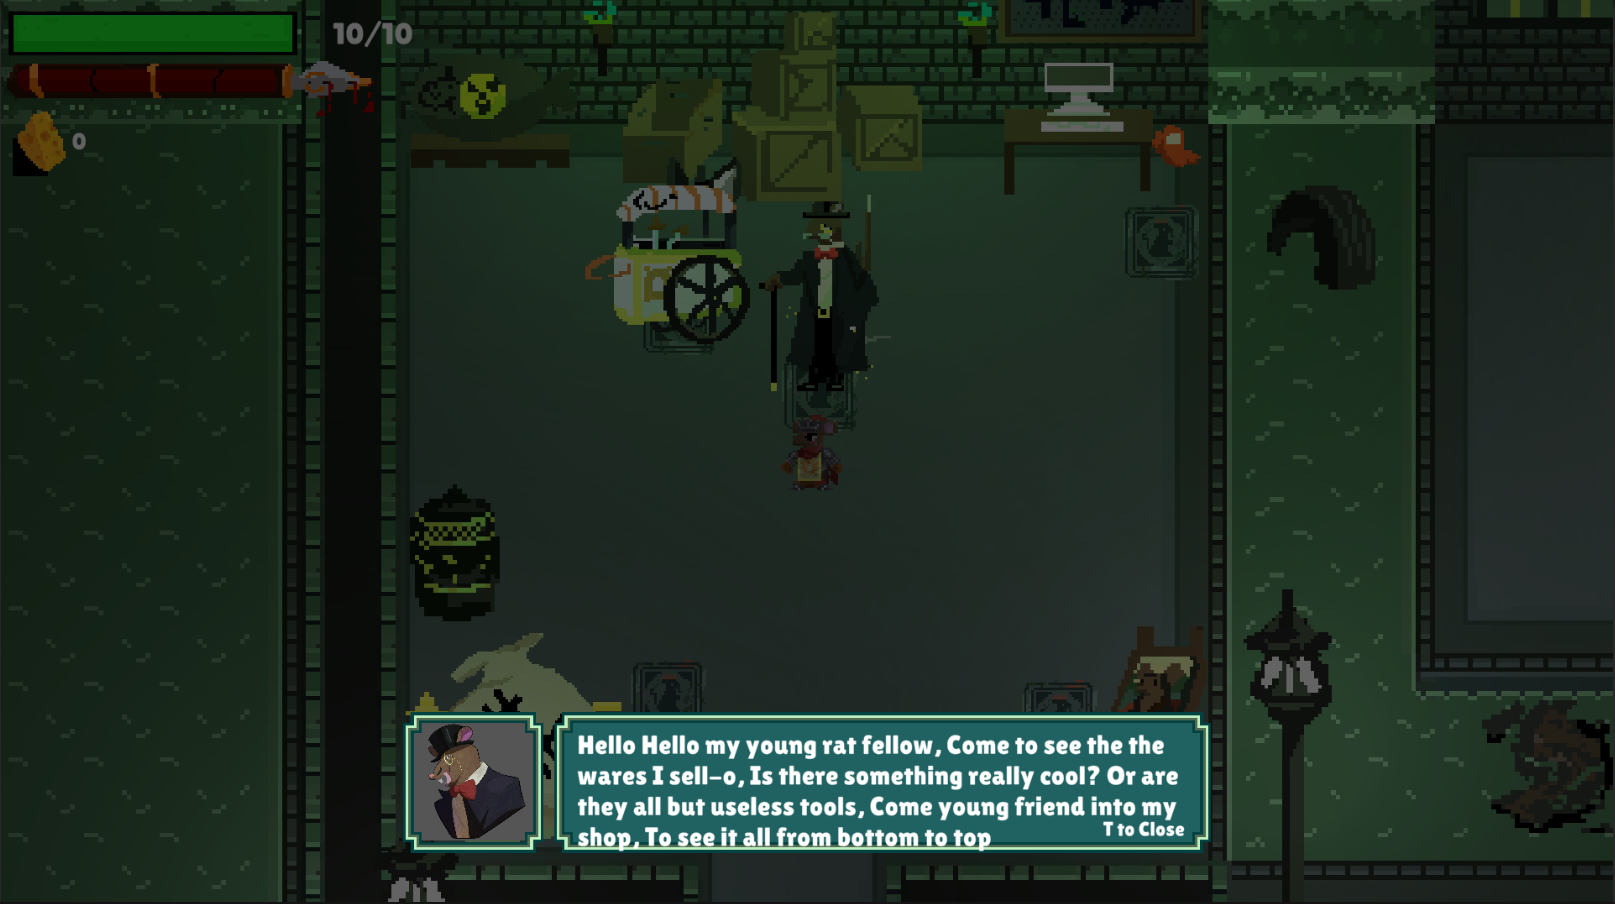 10/10
0
Hello Hello my young rat fellow, Come to see the the
wares I sell-o, Is there something really cool? Or are
they all but useless tools, Come young friend into my
shop, To see it all from bottom to top
T to Close